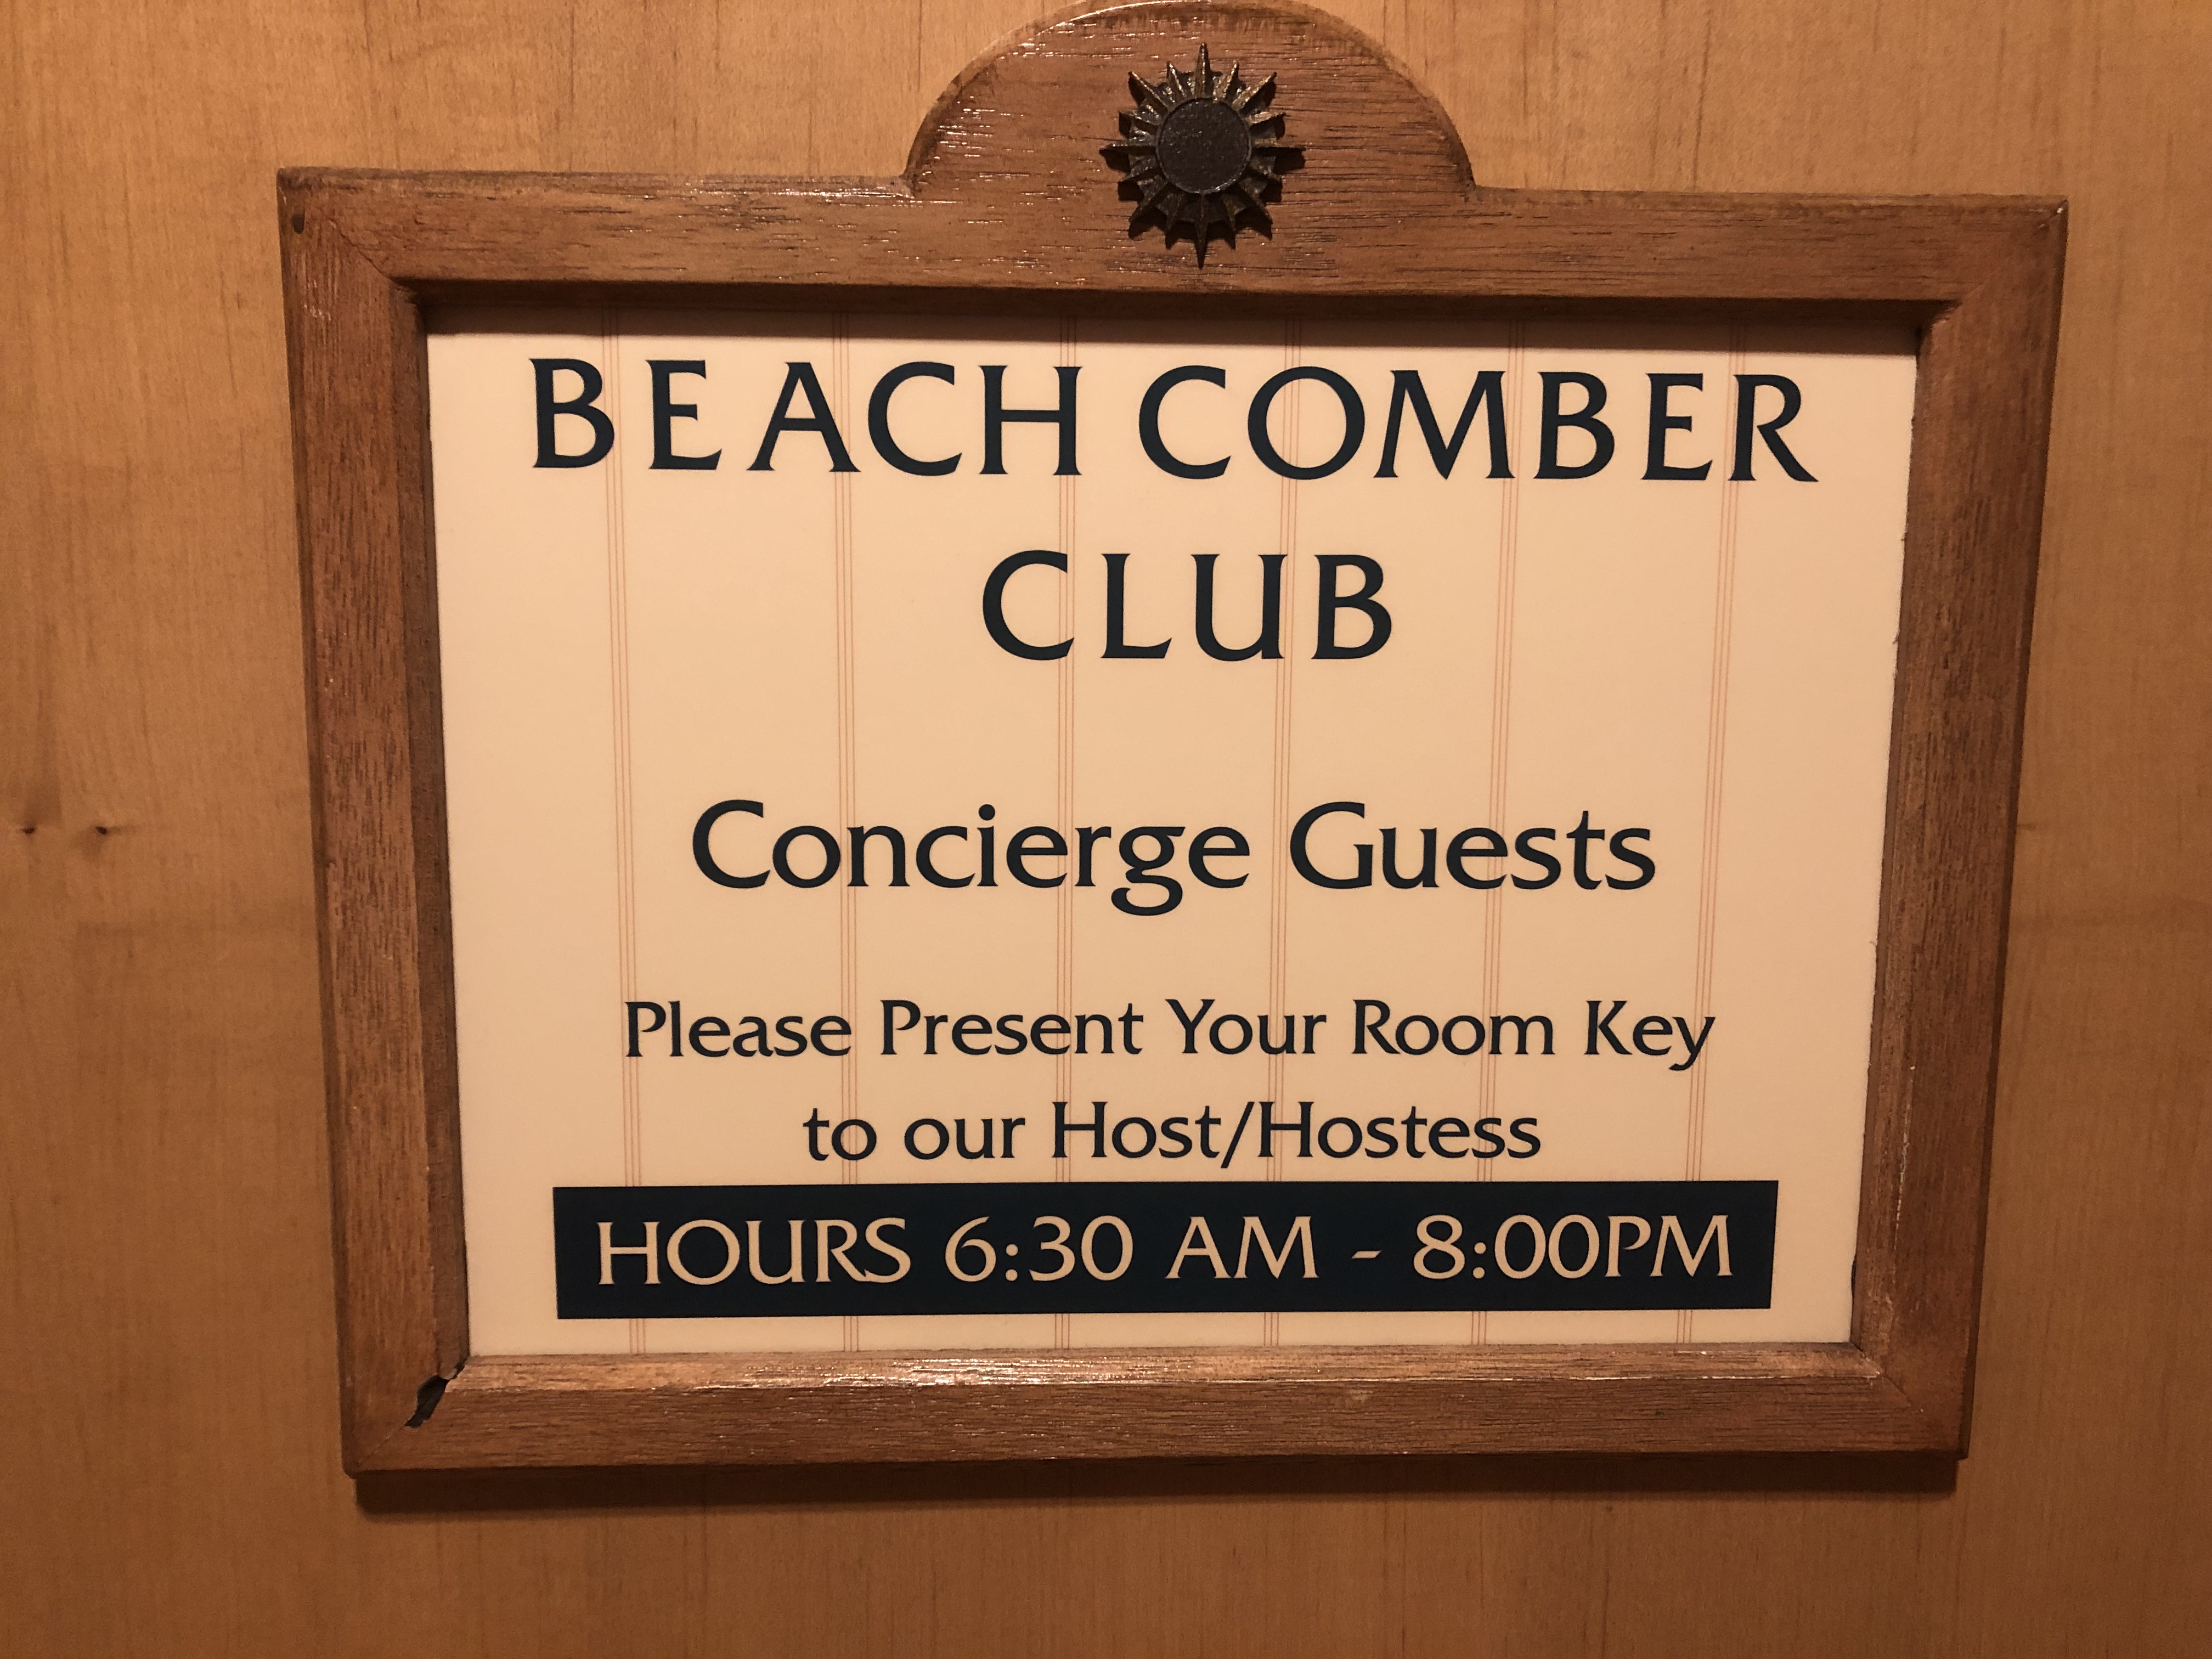 BEACH COMBER
CLUB
Concierge Guests
Please Present Your Room Key
to our Host/Hostess
HOURS 6:30 AM - 8:00PM